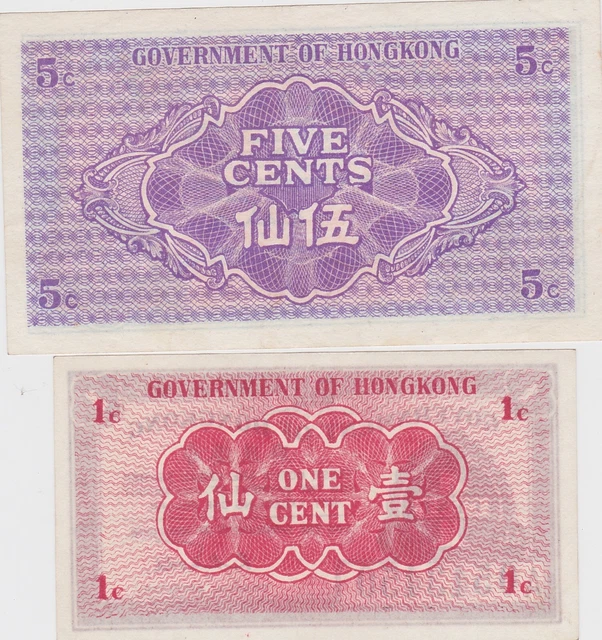 GOVERNMENT OF HONGKONG
5c 5c
FIVE
CENTS
仙伍
5c 5c
GOVERNMENT OF HONGKONG
1c 1c
仙 ONE CENT 壹
1c 1c